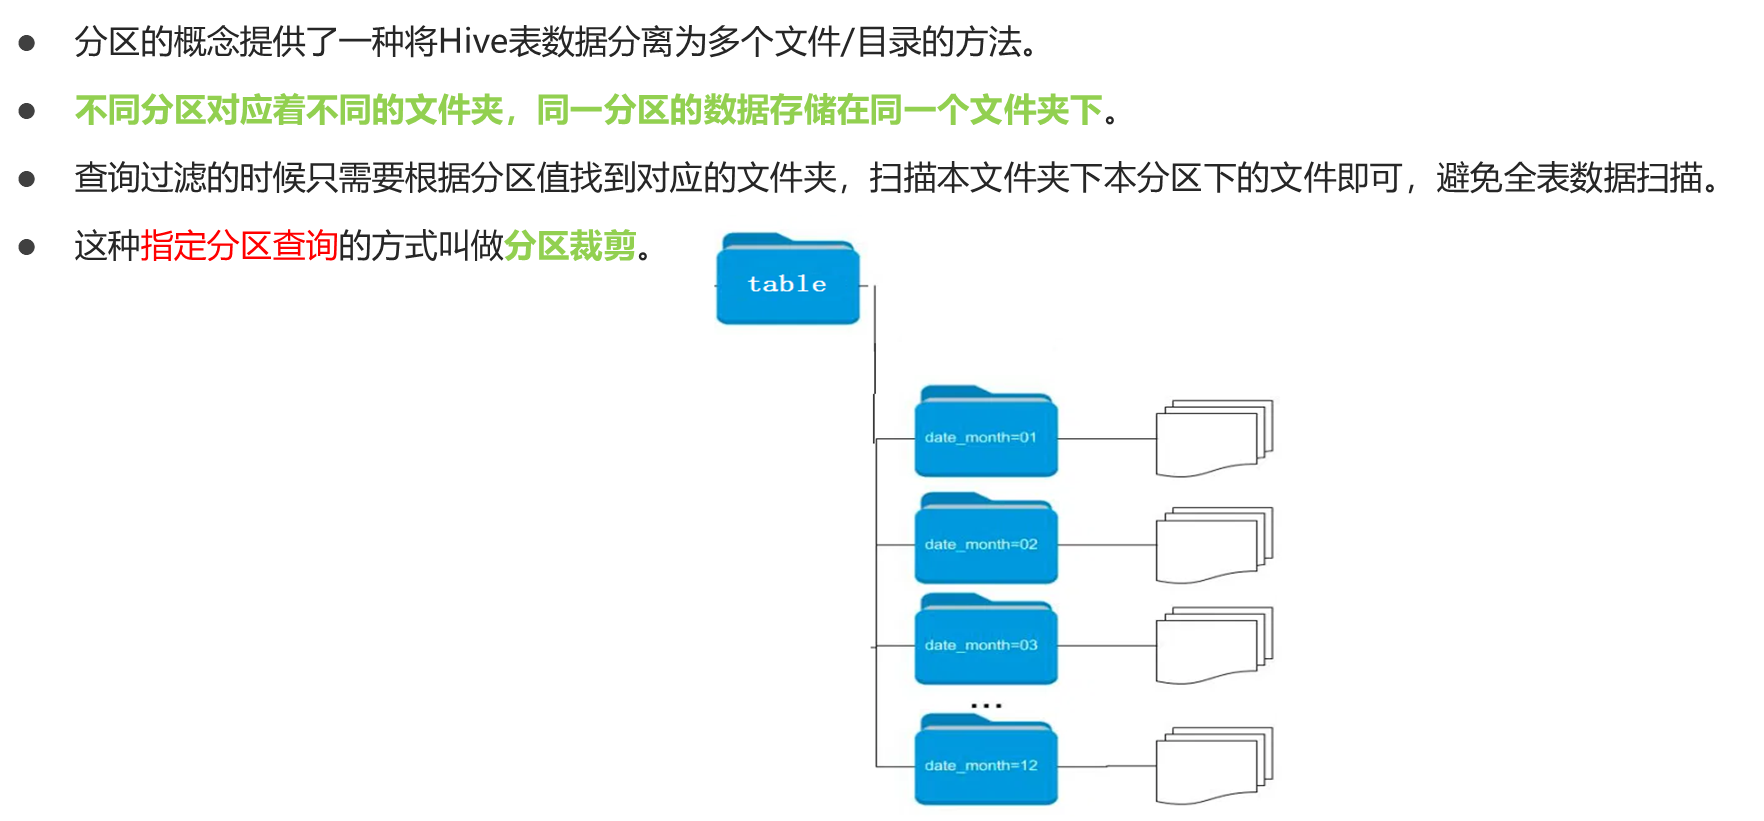 ● 分区的概念提供了一种将Hive表数据分离为多个文件/目录的方法。
● 不同分区对应着不同的文件夹，同一分区的数据存储在同一个文件夹下。
● 查询过滤的时候只需要根据分区值找到对应的文件夹，扫描本文件夹下本分区下的文件即可，避免全表数据扫描。
● 这种指定分区查询的方式叫做分区裁剪。
table
date_month=01
date_month=02
date_month=03
...
date_month=12